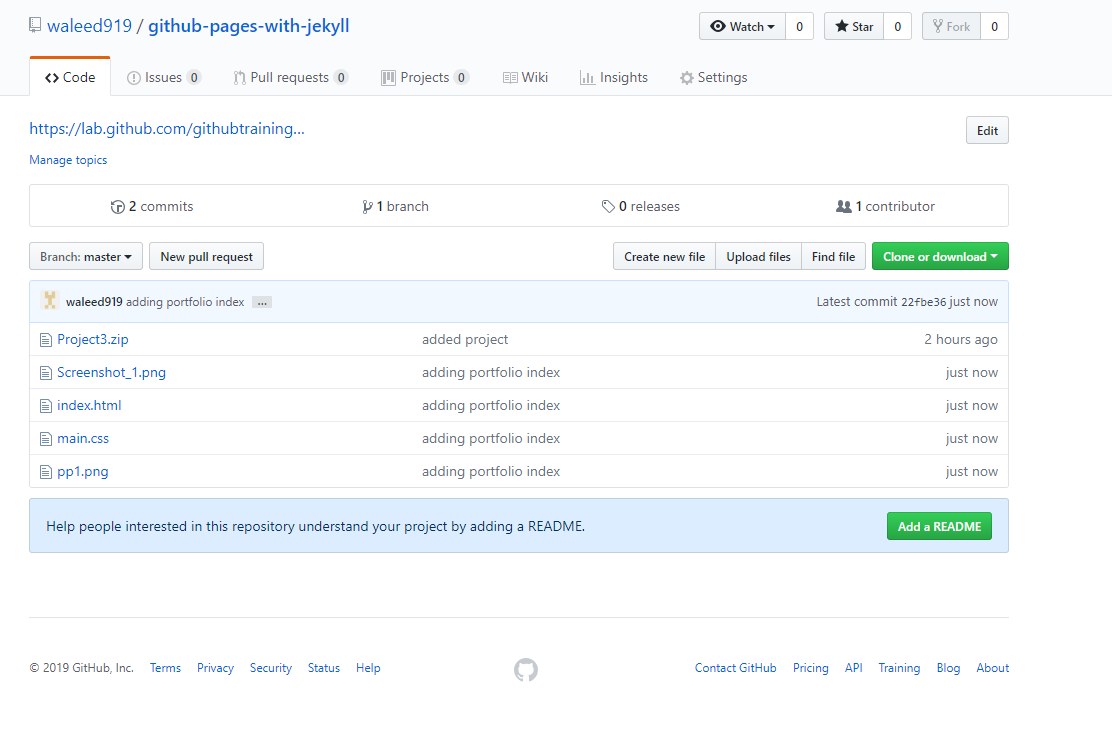 waleed919 / github-pages-with-jekyll Watch 0 Star 0 Fork 0
Code Issues 0 Pull requests 0 Projects 0 Wiki Insights Settings
https://lab.github.com/githubtraining... Edit
Manage topics
2 commits 1 branch 0 releases 1 contributor
Branch: master New pull request Create new file Upload files Find file Clone or download
waleed919 adding portfolio index ... Latest commit 22fbe36 just now
Project3.zip added project 2 hours ago
Screenshot_1.png adding portfolio index just now
index.html adding portfolio index just now
main.css adding portfolio index just now
pp1.png adding portfolio index just now
Help people interested in this repository understand your project by adding a README. Add a README
© 2019 GitHub, Inc. Terms Privacy Security Status Help Contact GitHub Pricing API Training Blog About